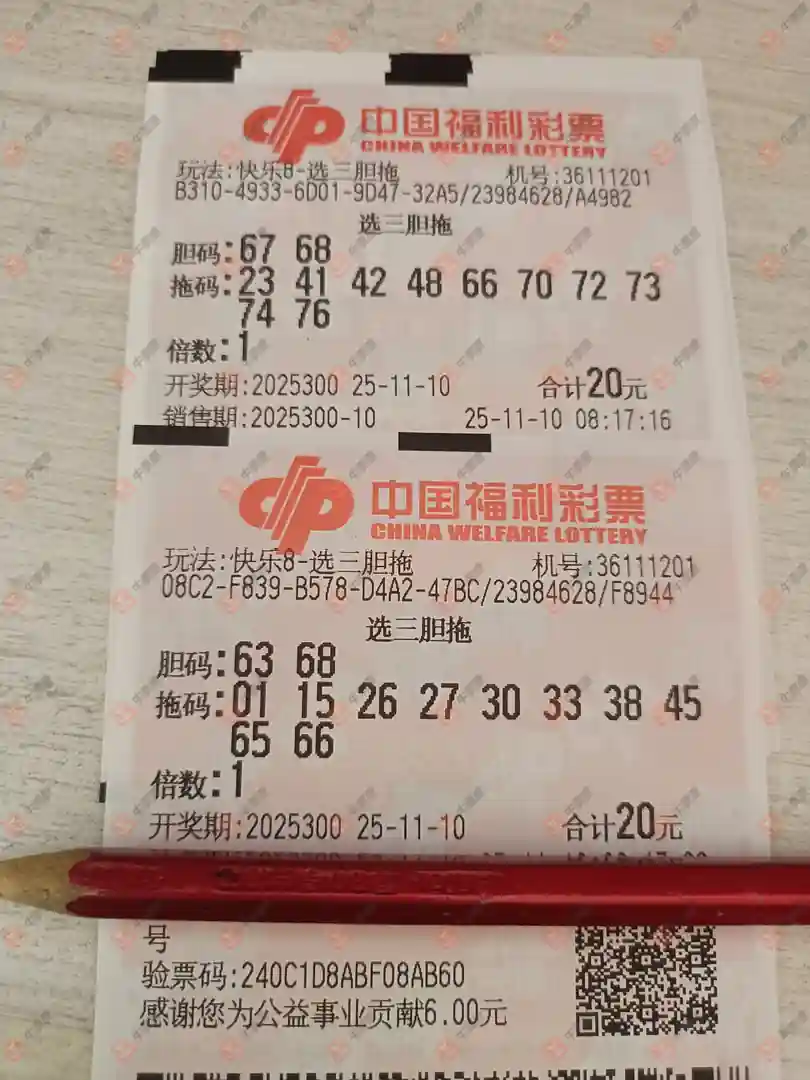 中国福利彩票
CHINA WELFARE LOTTERY
玩法:快乐8-选三胆拖 机号:36111201
B310-4933-6D01-9D47-32A5/23984628/A4982
选三胆拖
胆码:67 68
拖码:23 41 42 48 66 70 72 73
74 76
倍数:1
开奖期:2025300 25-11-10 合计20元
销售期:2025300-10 25-11-10 08:17:16
中国福利彩票
CHINA WELFARE LOTTERY
玩法:快乐8-选三胆拖 机号:36111201
08C2-F839-B578-D4A2-47BC/23984628/F8944
选三胆拖
胆码:63 68
拖码:01 15 26 27 30 33 38 45
65 66
倍数:1
开奖期:2025300 25-11-10 合计20元
号
验票码:240C1D8ABF08AB60
感谢您为公益事业贡献6.00元